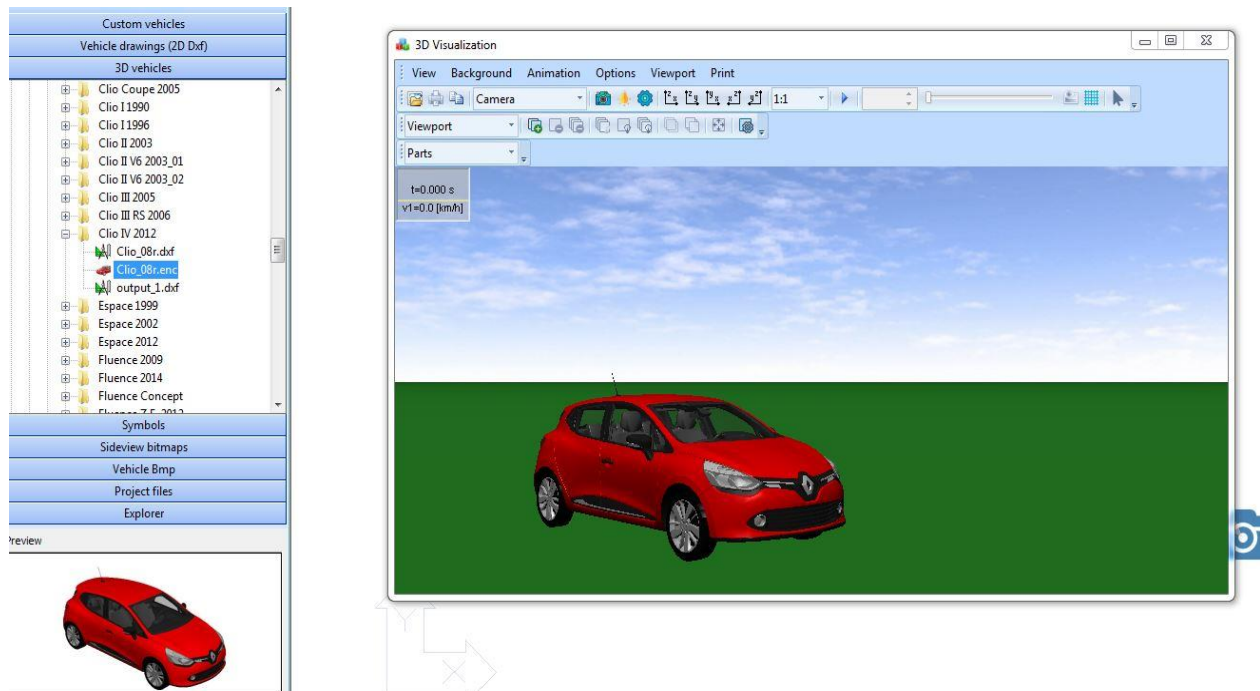 Custom vehicles
Vehicle drawings (2D Dxf)
3D vehicles
Clio Coupe 2005
Clio I 1990
Clio I 1996
Clio II 2003
Clio II V6 2003_01
Clio II V6 2003_02
Clio III 2005
Clio III RS 2006
Clio IV 2012
Clio_08r.dxf
Clio_08r.enc
output_1.dxf
Espace 1999
Espace 2002
Espace 2012
Fluence 2009
Fluence 2014
Fluence Concept
Symbols
Sideview bitmaps
Vehicle Bmp
Project files
Explorer
Preview
3D Visualization
View Background Animation Options Viewport Print
Camera 1:1
Viewport
Parts
t=0.000 s
v1=0.0 [km/h]
Y
X